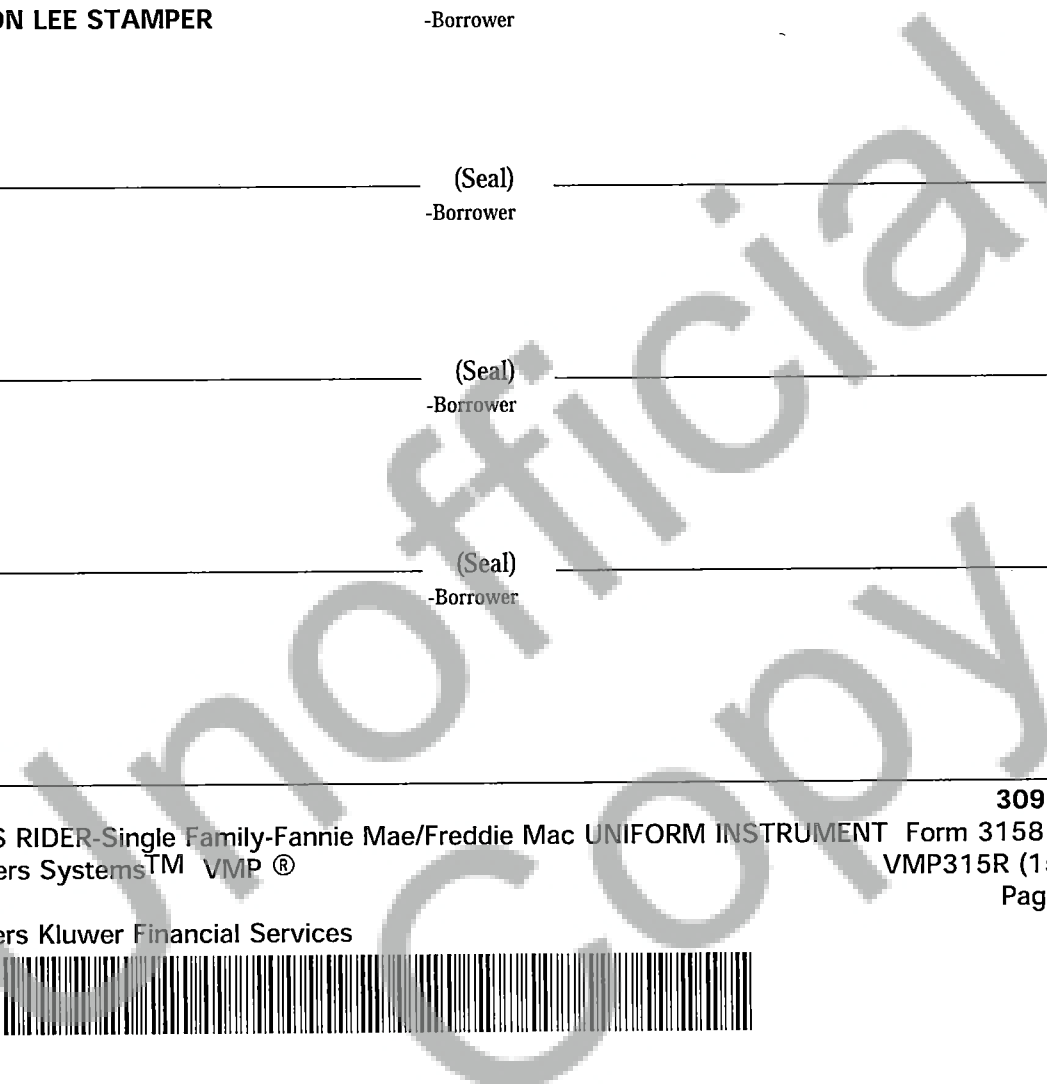 ON LEE STAMPER -Borrower
(Seal)
-Borrower
(Seal)
-Borrower
(Seal)
-Borrower
309
S RIDER-Single Family-Fannie Mae/Freddie Mac UNIFORM INSTRUMENT Form 3158
ers Systems™ VMP ® VMP315R (15
Pag
ers Kluwer Financial Services
Unofficial
Copy